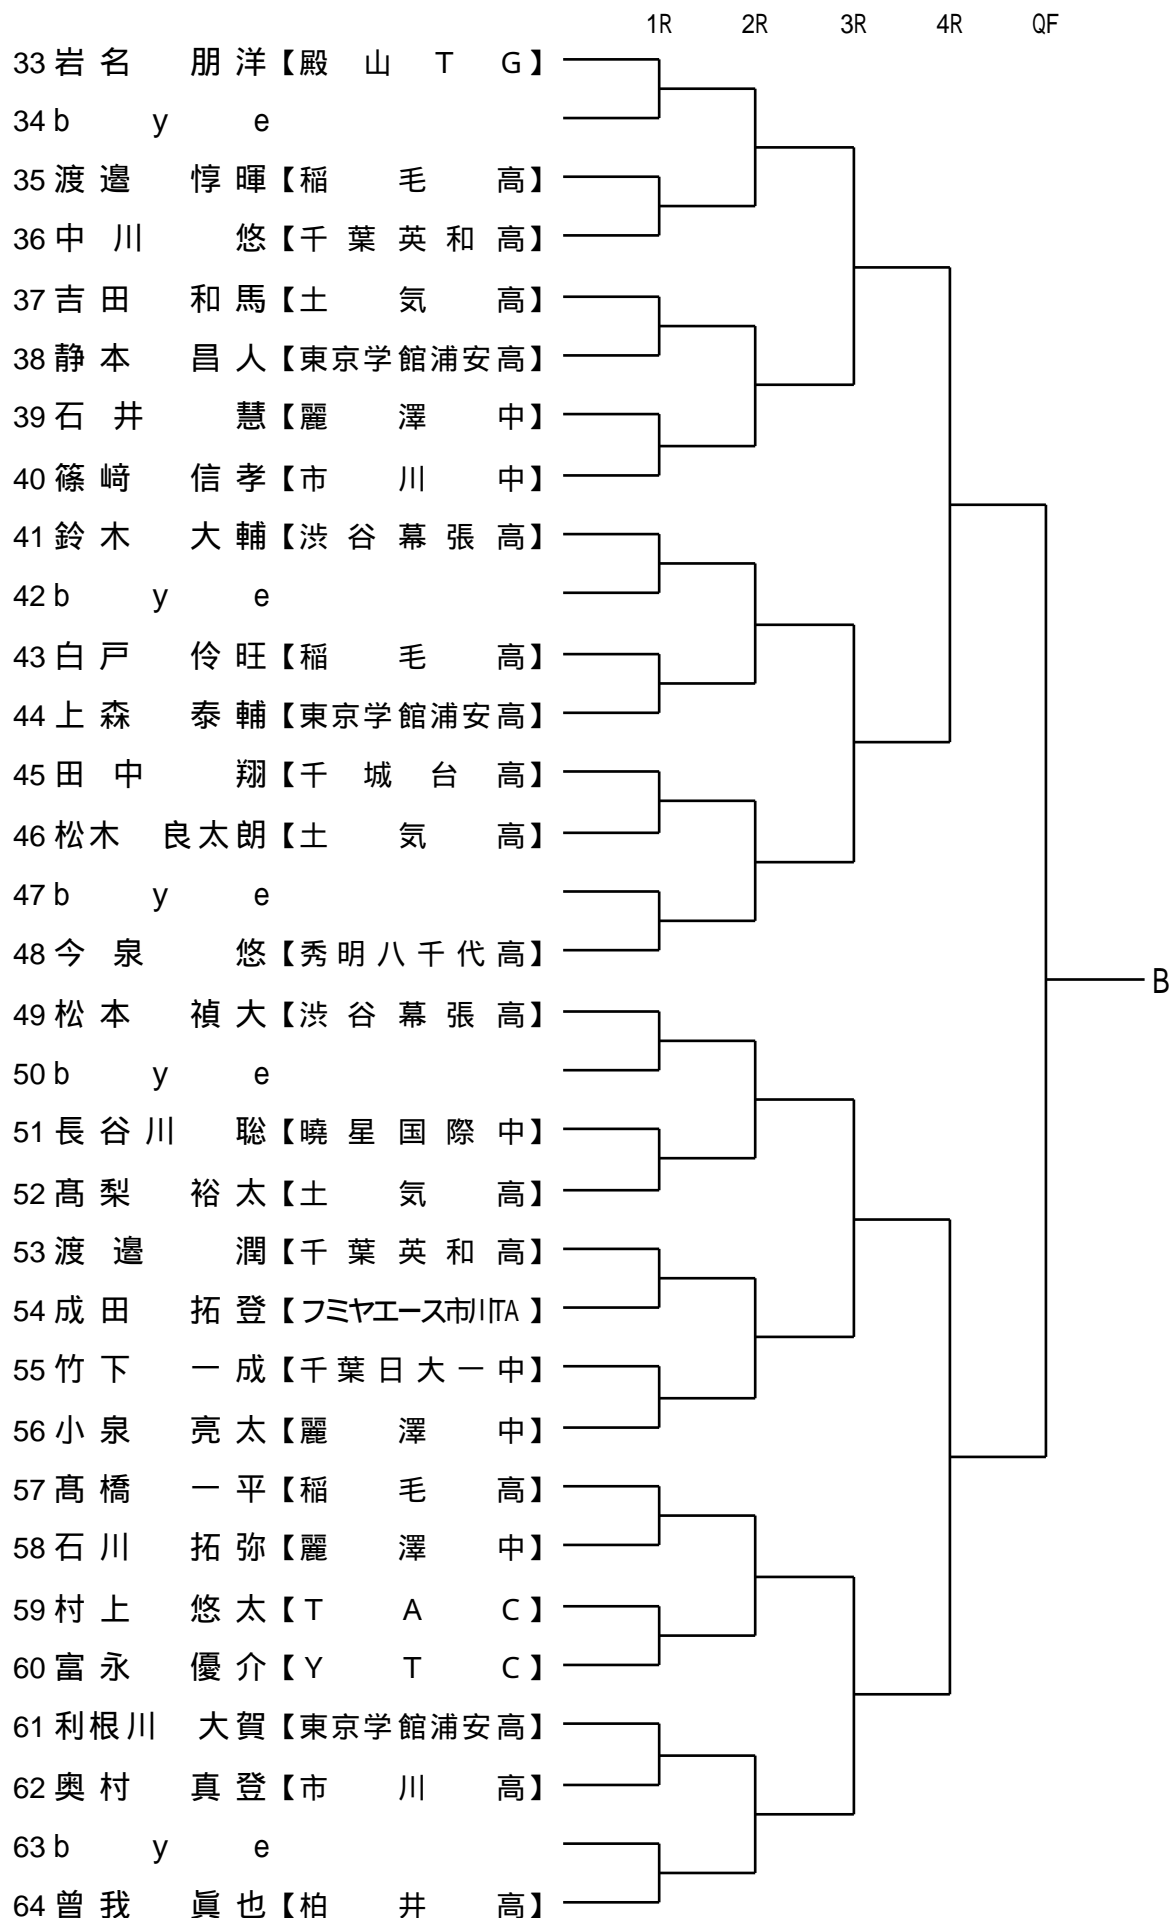 1R 2R 3R 4R QF
33 岩名 朋洋【殿山TG】
34 bye
35 渡邉 惇暉【稲毛高】
36 中川 悠【千葉英和高】
37 吉田 和馬【土気高】
38 静本 昌人【東京学館浦安高】
39 石井 慧【麗澤中】
40 篠﨑 信孝【市川中】
41 鈴木 大輔【渋谷幕張高】
42 bye
43 白戸 伶旺【稲毛高】
44 上森 泰輔【東京学館浦安高】
45 田中 翔【千城台高】
46 松木 良太朗【土気高】
47 bye
48 今泉 悠【秀明八千代高】
B
49 松本 禎大【渋谷幕張高】
50 bye
51 長谷川 聡【暁星国際中】
52 髙梨 裕太【土気高】
53 渡邉 潤【千葉英和高】
54 成田 拓登【フミヤエース市川TA】
55 竹下 一成【千葉日大一中】
56 小泉 亮太【麗澤中】
57 髙橋 一平【稲毛高】
58 石川 拓弥【麗澤中】
59 村上 悠太【TAC】
60 富永 優介【YTC】
61 利根川 大賀【東京学館浦安高】
62 奥村 真登【市川高】
63 bye
64 曽我 眞也【柏井高】